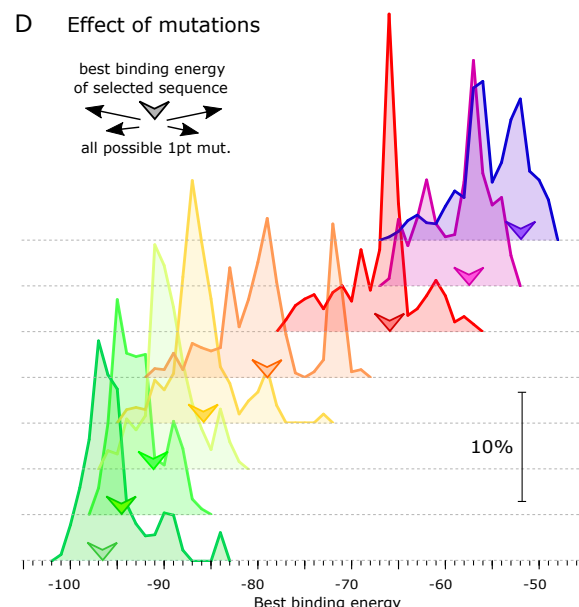 D Effect of mutations
best binding energy
of selected sequence
all possible 1pt mut.
10%
-100 -90 -80 -70 -60 -50
Best binding energy